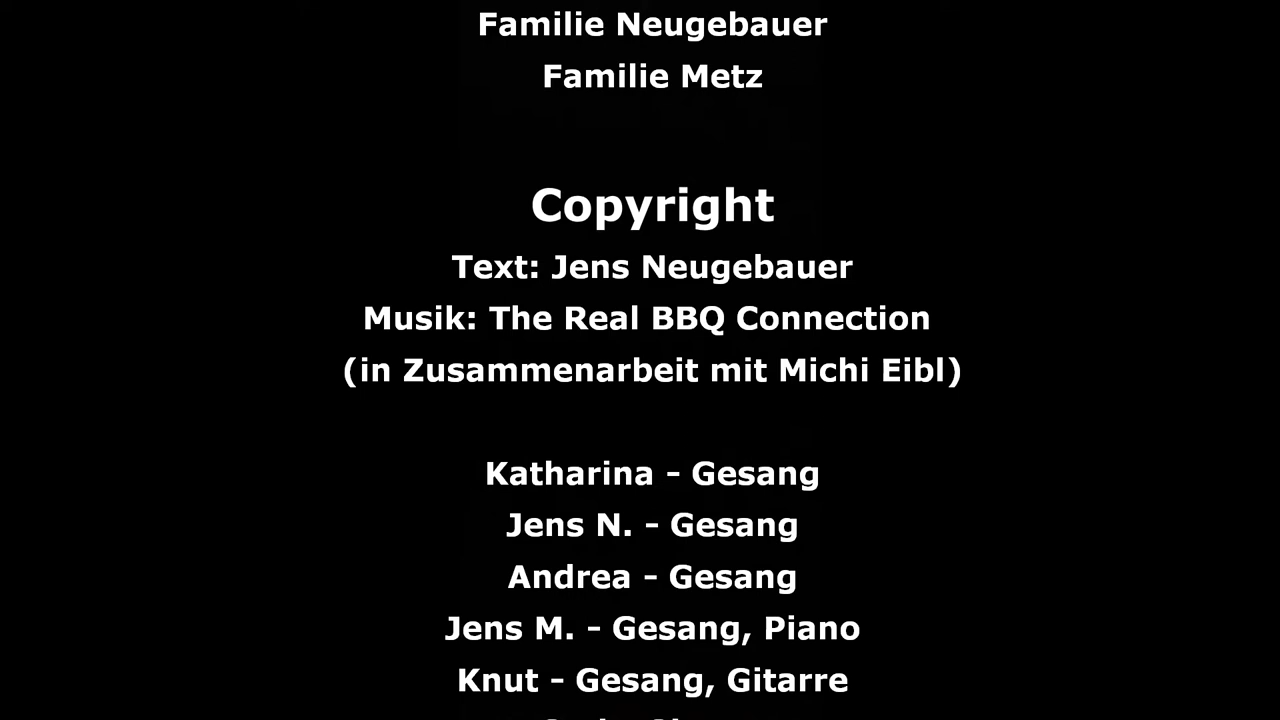 Familie Neugebauer
Familie Metz
Copyright
Text: Jens Neugebauer
Musik: The Real BBQ Connection
(in Zusammenarbeit mit Michi Eibl)
Katharina - Gesang
Jens N. - Gesang
Andrea - Gesang
Jens M. - Gesang, Piano
Knut - Gesang, Gitarre